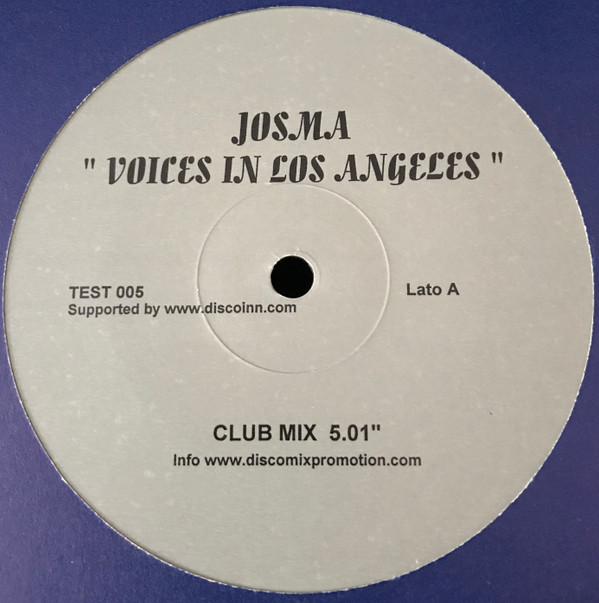 JOSMA
" VOICES IN LOS ANGELES "
TEST 005
Supported by www.discoinn.com
Lato A
CLUB MIX 5.01"
Info www.discomixpromotion.com